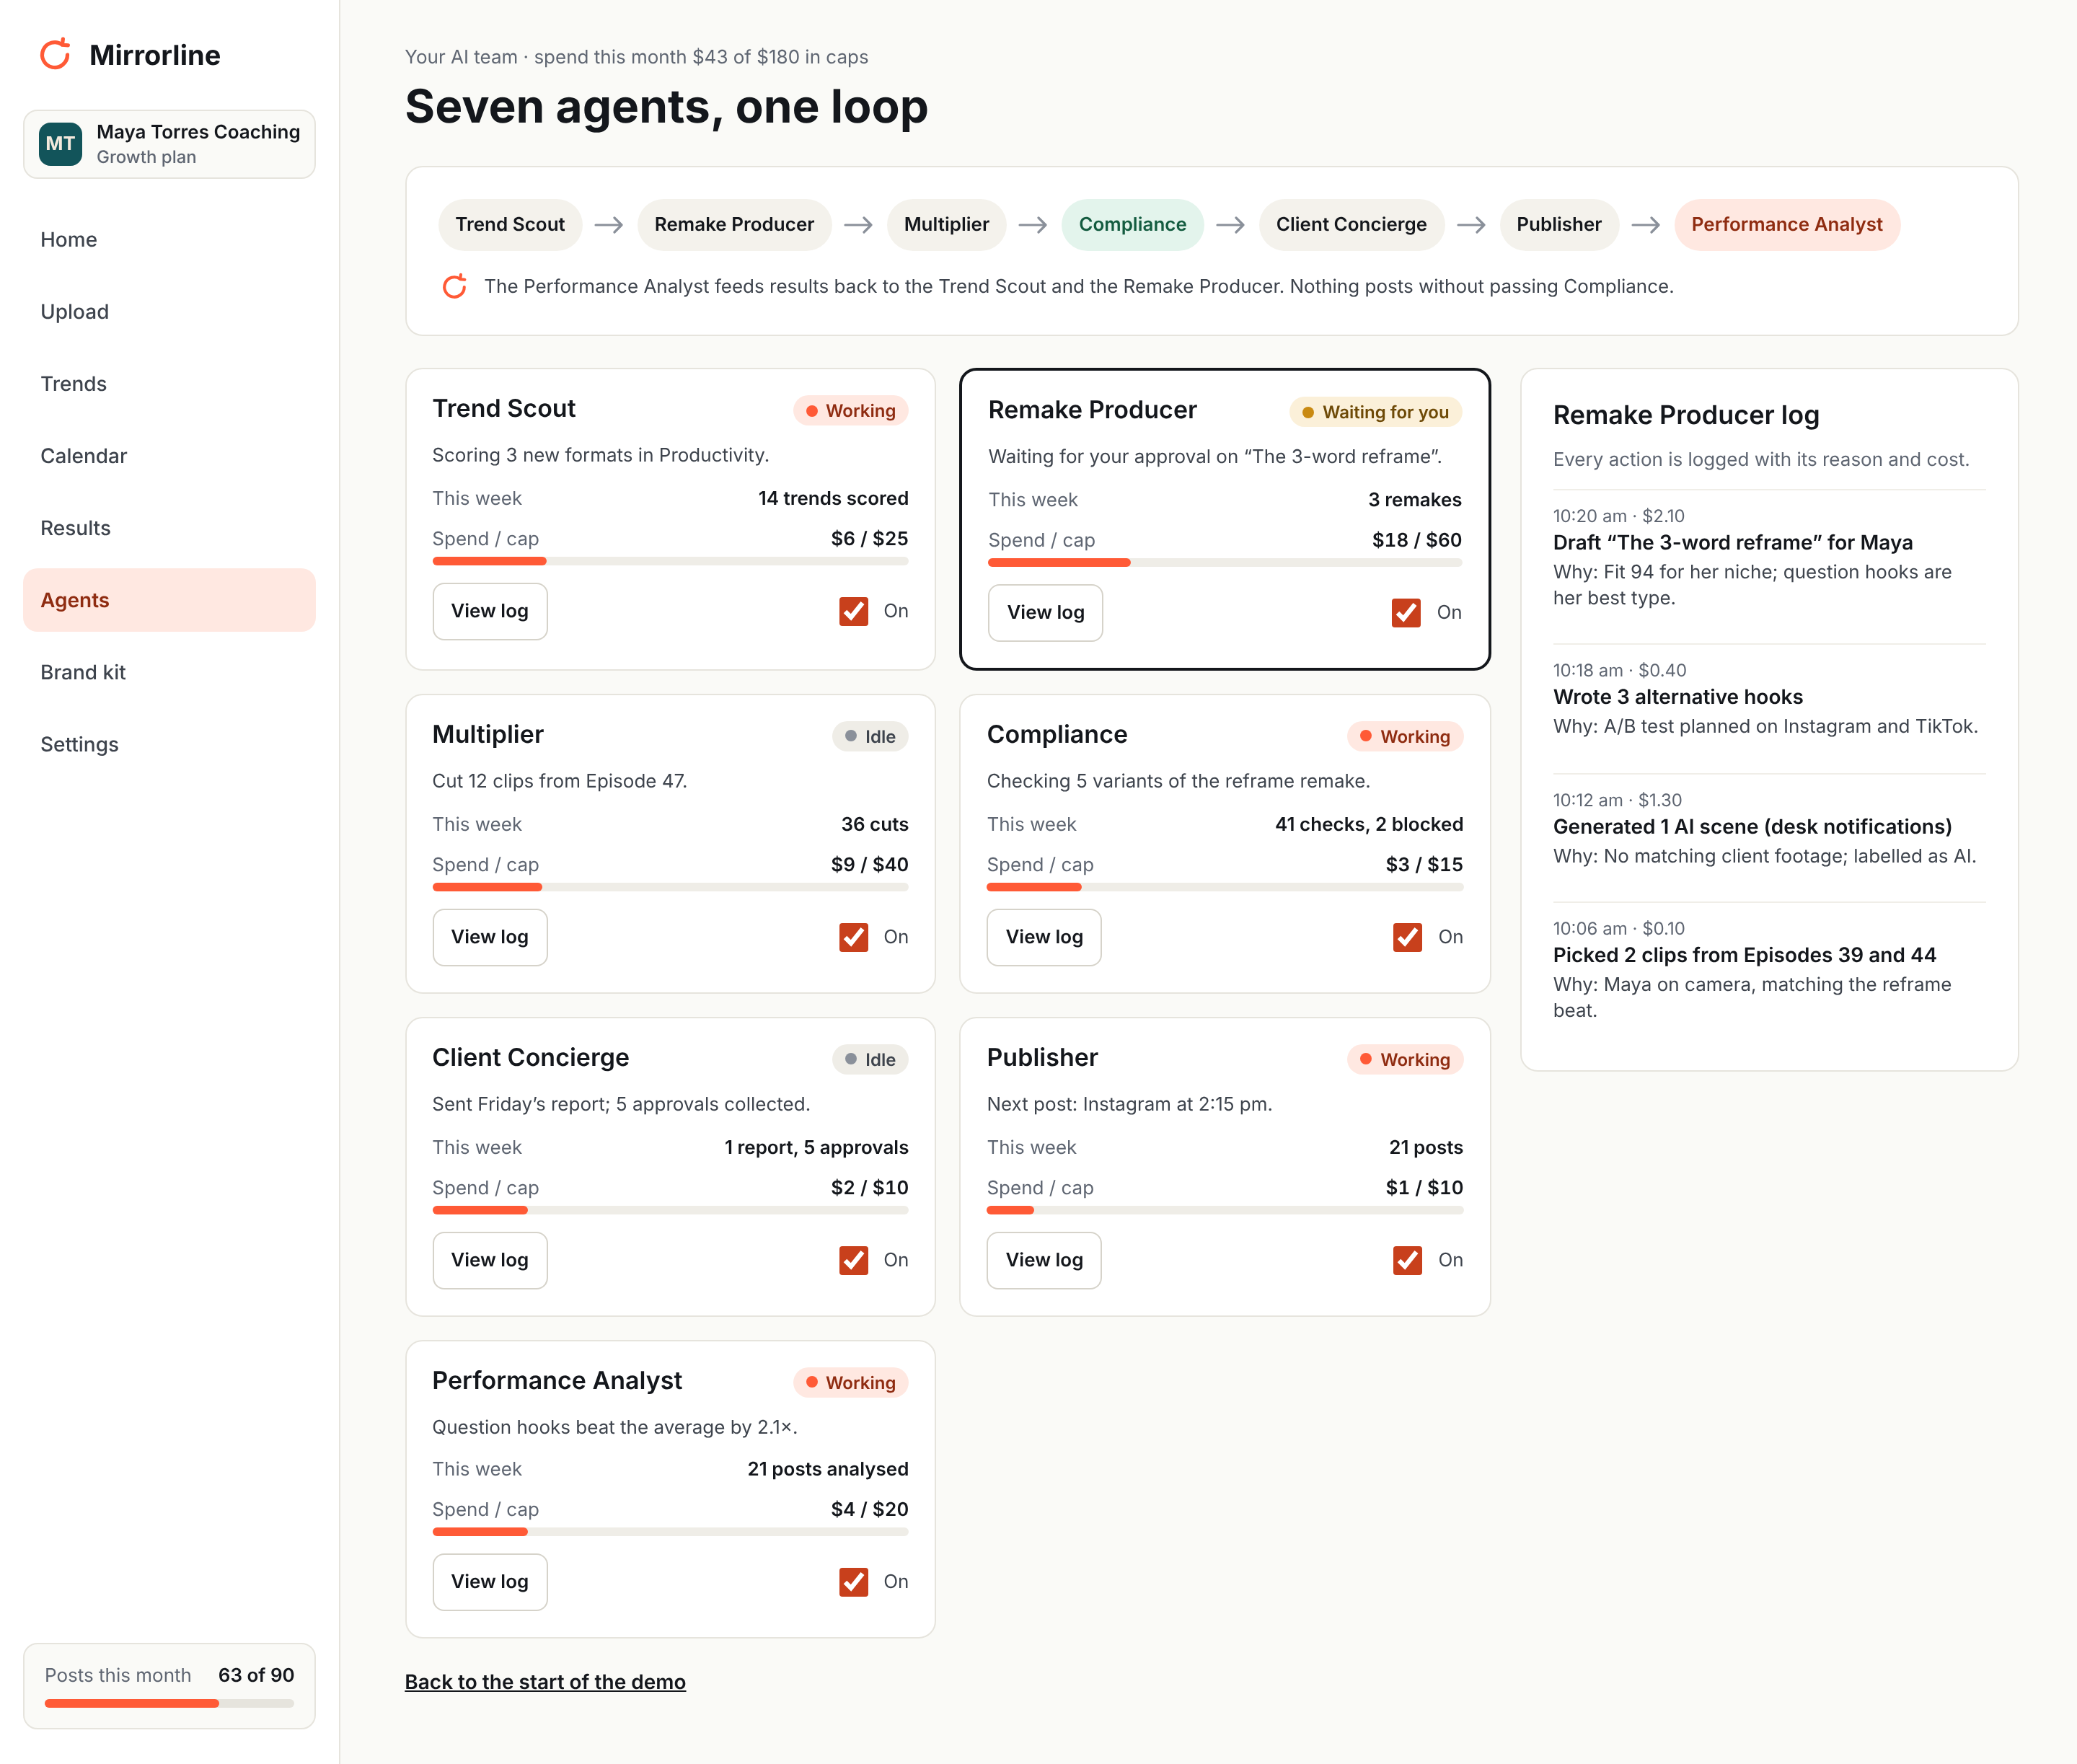 Mirrorline
MT
Maya Torres Coaching
Growth plan
Home
Upload
Trends
Calendar
Results
Agents
Brand kit
Settings
Posts this month 63 of 90
Your AI team · spend this month $43 of $180 in caps
Seven agents, one loop
Trend Scout → Remake Producer → Multiplier → Compliance → Client Concierge → Publisher → Performance Analyst
The Performance Analyst feeds results back to the Trend Scout and the Remake Producer. Nothing posts without passing Compliance.
Trend Scout Working
Scoring 3 new formats in Productivity.
This week 14 trends scored
Spend / cap $6 / $25
View log On
Remake Producer Waiting for you
Waiting for your approval on “The 3-word reframe”.
This week 3 remakes
Spend / cap $18 / $60
View log On
Multiplier Idle
Cut 12 clips from Episode 47.
This week 36 cuts
Spend / cap $9 / $40
View log On
Compliance Working
Checking 5 variants of the reframe remake.
This week 41 checks, 2 blocked
Spend / cap $3 / $15
View log On
Client Concierge Idle
Sent Friday’s report; 5 approvals collected.
This week 1 report, 5 approvals
Spend / cap $2 / $10
View log On
Publisher Working
Next post: Instagram at 2:15 pm.
This week 21 posts
Spend / cap $1 / $10
View log On
Performance Analyst Working
Question hooks beat the average by 2.1×.
This week 21 posts analysed
Spend / cap $4 / $20
View log On
Remake Producer log
Every action is logged with its reason and cost.
10:20 am · $2.10
Draft “The 3-word reframe” for Maya
Why: Fit 94 for her niche; question hooks are
her best type.
10:18 am · $0.40
Wrote 3 alternative hooks
Why: A/B test planned on Instagram and TikTok.
10:12 am · $1.30
Generated 1 AI scene (desk notifications)
Why: No matching client footage; labelled as AI.
10:06 am · $0.10
Picked 2 clips from Episodes 39 and 44
Why: Maya on camera, matching the reframe
beat.
Back to the start of the demo